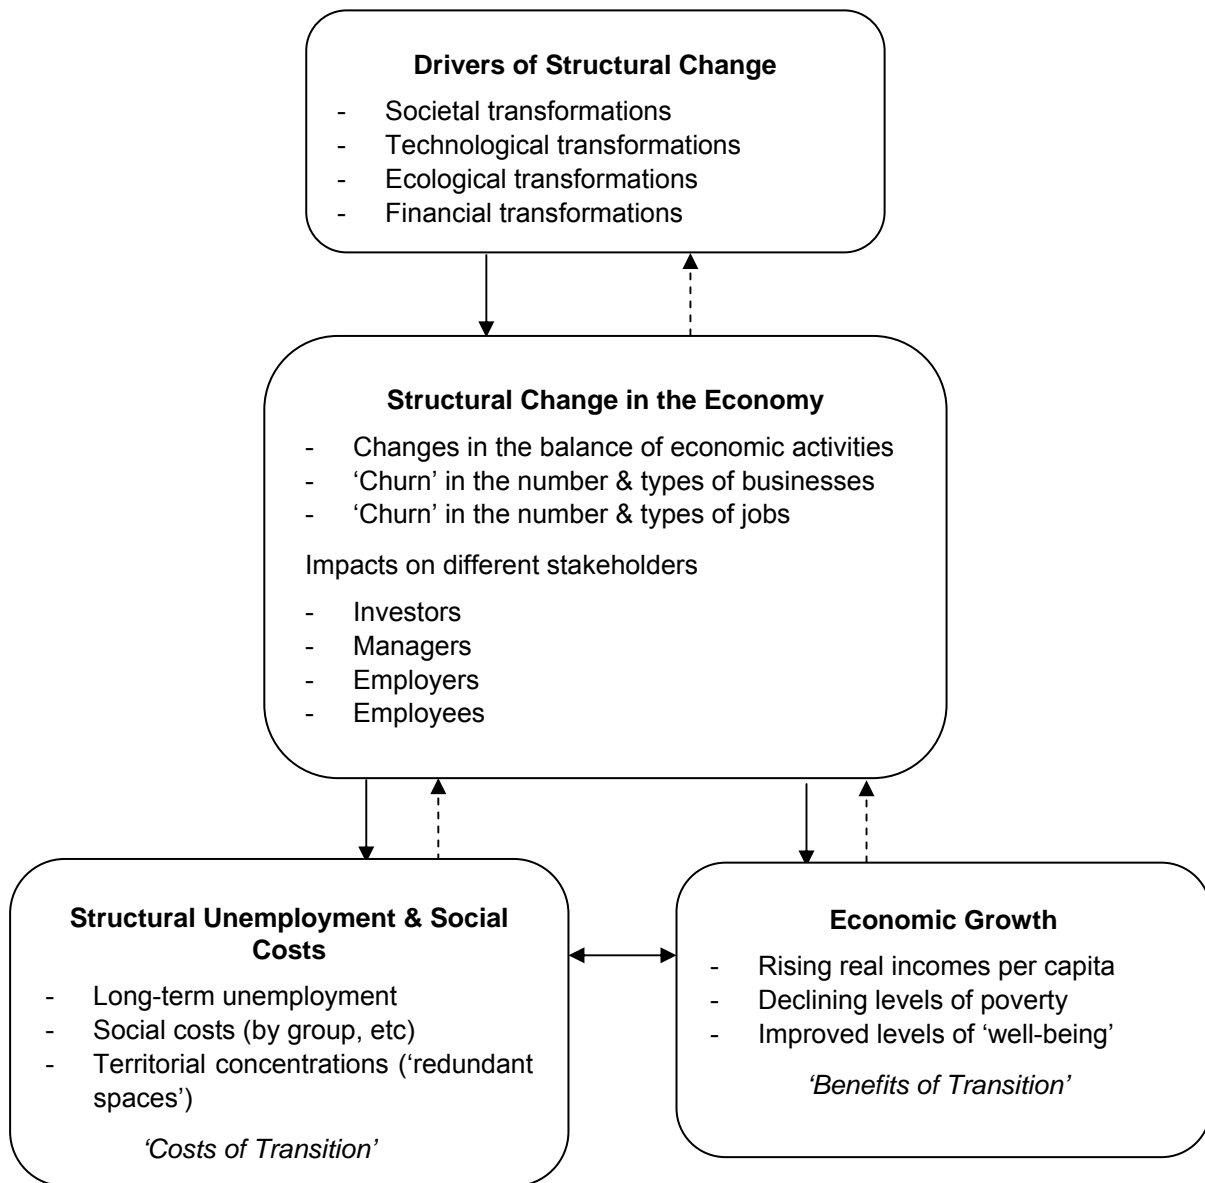 Drivers of Structural Change
- Societal transformations
- Technological transformations
- Ecological transformations
- Financial transformations
Structural Change in the Economy
- Changes in the balance of economic activities
- ‘Churn’ in the number & types of businesses
- ‘Churn’ in the number & types of jobs
Impacts on different stakeholders
- Investors
- Managers
- Employers
- Employees
Structural Unemployment & Social
Costs
- Long-term unemployment
- Social costs (by group, etc)
- Territorial concentrations (‘redundant
spaces’)
‘Costs of Transition’
Economic Growth
- Rising real incomes per capita
- Declining levels of poverty
- Improved levels of ‘well-being’
‘Benefits of Transition’